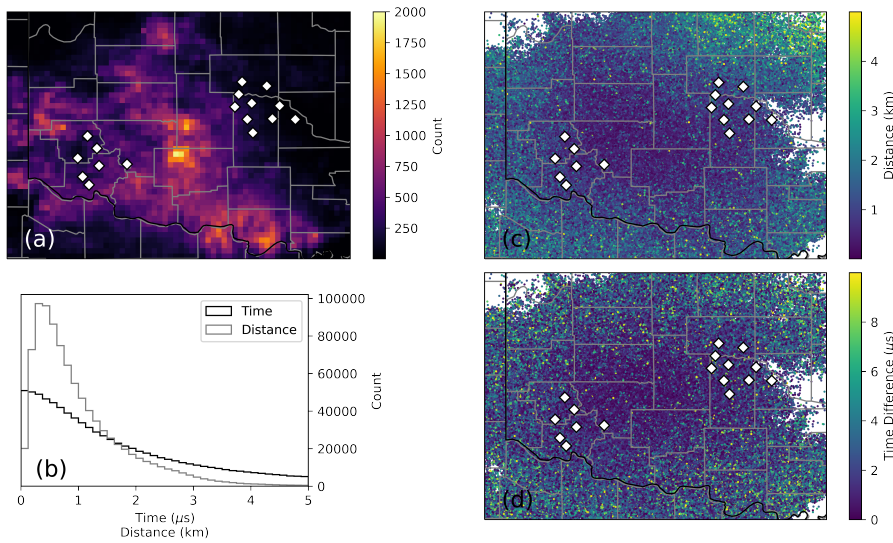 2000
1750
1500
1250
1000
750
500
250
Count
(a)
4
3
2
1
Distance (km)
(c)
Time
Distance
100000
80000
60000
40000
20000
0
Count
(b)
0 1 2 3 4 5
Time (μs)
Distance (km)
8
6
4
2
0
Time Difference (μs)
(d)